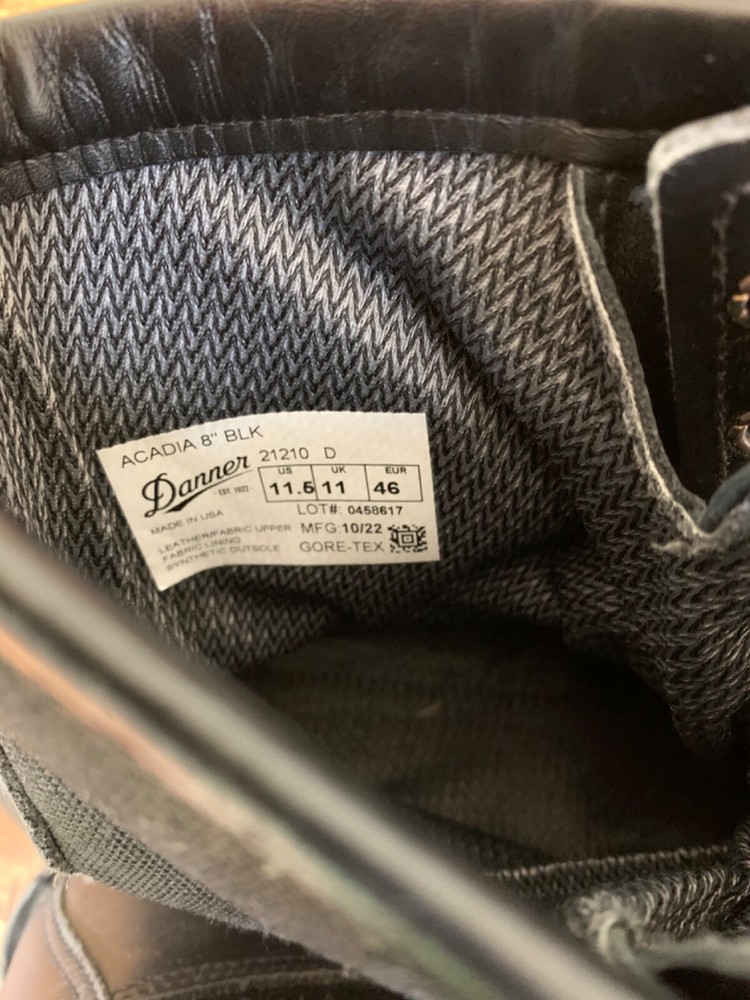 ACADIA 8" BLK
Danner 21210 D
EST. 1932
US UK EUR
11.5 11 46
LOT#: 0458617
MADE IN USA
LEATHER/FABRIC UPPER MFG:10/22
FABRIC LINING
SYNTHETIC OUTSOLE GORE-TEX